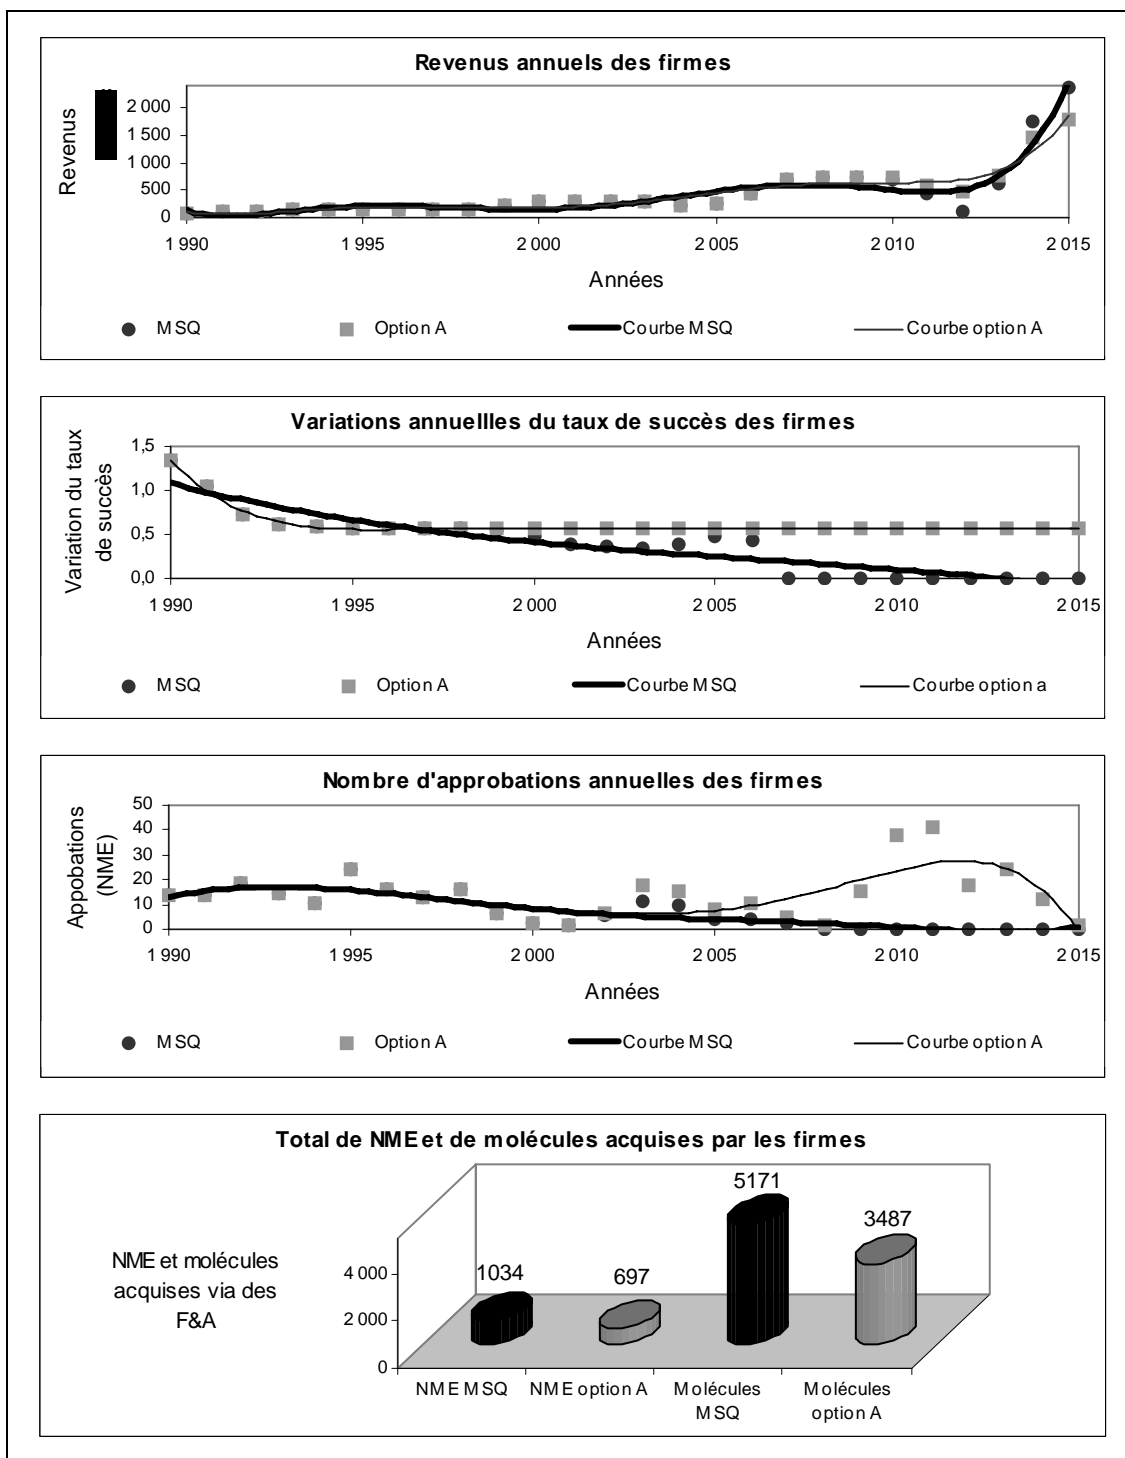 Revenus annuels des firmes
Revenus
2 000
1 500
1 000
500
0
1 990
1 995
2 000
2 005
2 010
2 015
Années
MSQ
Option A
Courbe MSQ
Courbe option A
Variations annuellles du taux de succès des firmes
Variation du taux
de succès
1,5
1,0
0,5
0,0
1 990
1 995
2 000
2 005
2 010
2 015
Années
MSQ
Option A
Courbe MSQ
Courbe option a
Nombre d'approbations annuelles des firmes
Appobations
(NME)
50
40
30
20
10
0
1 990
1 995
2 000
2 005
2 010
2 015
Années
MSQ
Option A
Courbe MSQ
Courbe option A
Total de NME et de molécules acquises par les firmes
NME et molécules
acquises via des
F&A
4 000
2 000
0
1034
697
5171
3487
NME MSQ
NME option A
Molécules
MSQ
Molécules
option A